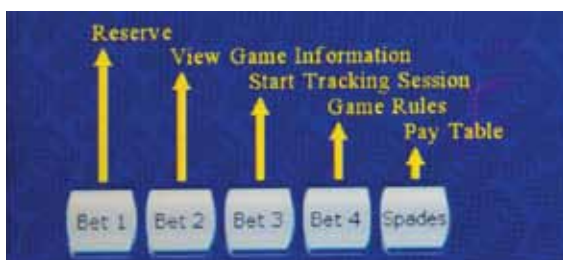 Reserve
View Game Information
Start Tracking Session
Game Rules
Pay Table
Bet 1 Bet 2 Bet 3 Bet 4 Spades